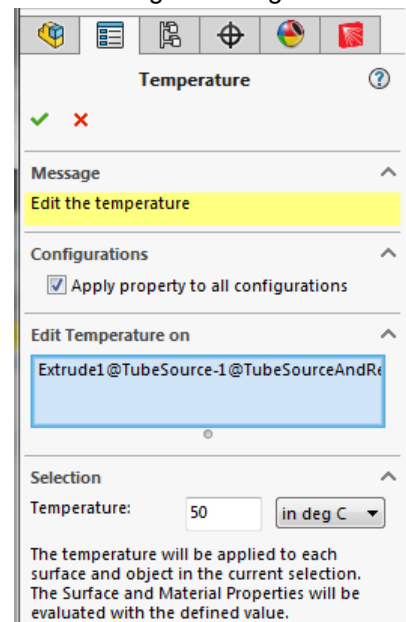 Temperature
Message
Edit the temperature
Configurations
Apply property to all configurations
Edit Temperature on
Extrude1@TubeSource-1@TubeSourceAndRe
Selection
Temperature: 50 in deg C
The temperature will be applied to each
surface and object in the current selection.
The Surface and Material Properties will be
evaluated with the defined value.